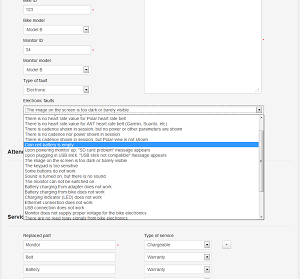 Bike ID
123
Bike model
Model B
Monitor ID
34
Monitor model
Model B
Type of fault
Electronic
Electronic faults
The image on the screen is too dark or barely visible
There is no heart rate value for Polar heart rate belt
There is no heart rate value for ANT heart rate belt (Garmin, Suunto, etc)
There is cadence shown in session, but no power or other parameters are shown
There is no cadence nor power shown in session
There is cadence shown in session, but Polar view is not shown
Coin cell battery is empty
Upon powering monitor up, "SD card problem" message appears
Upon plugging in USB stick, "USB stick not compatible" message appears
The image on the screen is too dark or barely visible
The keypad is too sensitive
Some buttons do not work
Sound is turned on, but there is no sound
The monitor can not be switched on
Battery charging from adapter does not work
Battery charging from bike does not work
Charging indicator (LED) does not work
Ethernet connection does not work
USB connection does not work
Monitor does not supply proper voltage for the bike electronics
There are no read relay signals from bike electronics
Atten
Servic
Replaced part
Type of service
Monitor
Chargeable
+
Belt
Warranty
Battery
Warranty